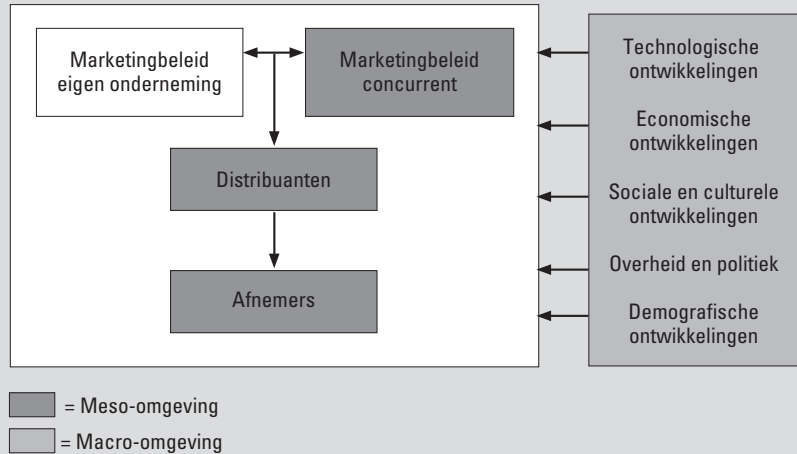 Marketingbeleid
eigen onderneming
Marketingbeleid
concurrent
Distribuanten
Afnemers
Technologische
ontwikkelingen
Economische
ontwikkelingen
Sociale en culturele
ontwikkelingen
Overheid en politiek
Demografische
ontwikkelingen
= Meso-omgeving
= Macro-omgeving